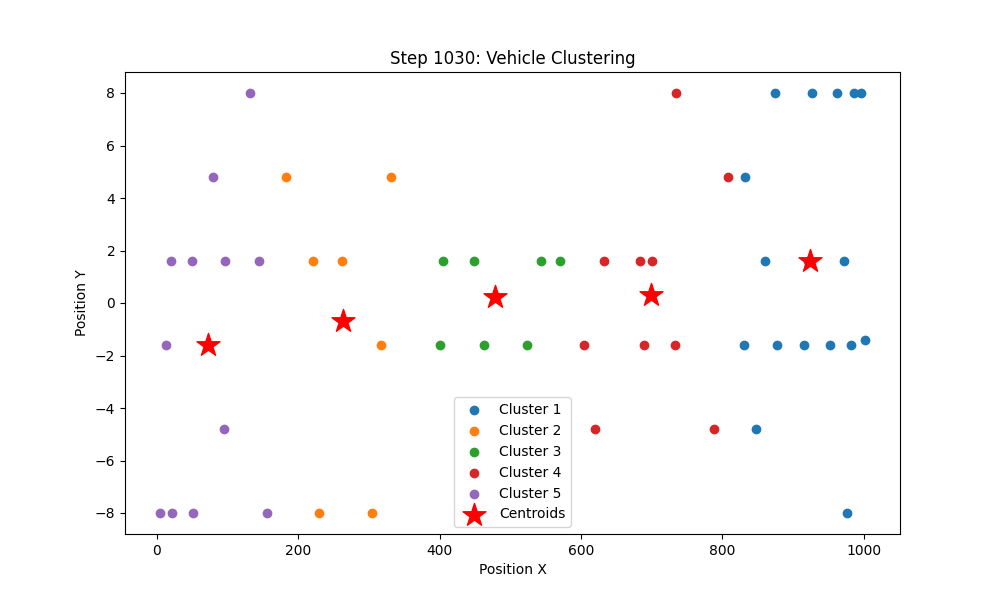 Step 1030: Vehicle Clustering
Position Y
8
6
4
2
0
−2
−4
−6
−8
0 200 400 600 800 1000
Position X
Cluster 1
Cluster 2
Cluster 3
Cluster 4
Cluster 5
Centroids